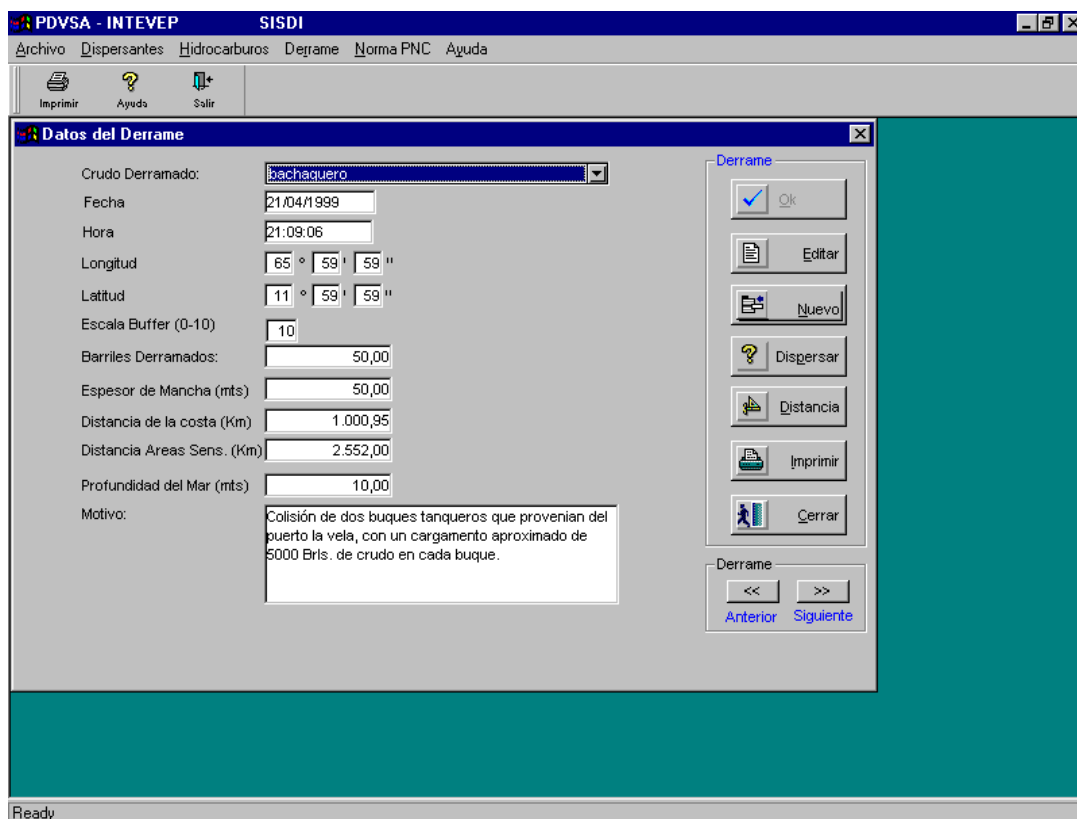 PDVSA - INTEVEP SISDI
Archivo Dispersantes Hidrocarburos Derrame Norma PNC Ayuda
Imprimir Ayuda Salir
Datos del Derrame
Crudo Derramado: bachaquero
Fecha 21/04/1999
Hora 21:09:06
Longitud 65 ° 59 ' 59 "
Latitud 11 ° 59 ' 59 "
Escala Buffer (0-10) 10
Barriles Derramados: 50,00
Espesor de Mancha (mts) 50,00
Distancia de la costa (Km) 1.000,95
Distancia Areas Sens. (Km) 2.552,00
Profundidad del Mar (mts) 10,00
Motivo: Colisión de dos buques tanqueros que provenian del
puerto la vela, con un cargamento aproximado de
5000 Brls. de crudo en cada buque.
Derrame
Ok
Editar
Nuevo
Dispersar
Distancia
Imprimir
Cerrar
Derrame
<< >>
Anterior Siguiente
Ready